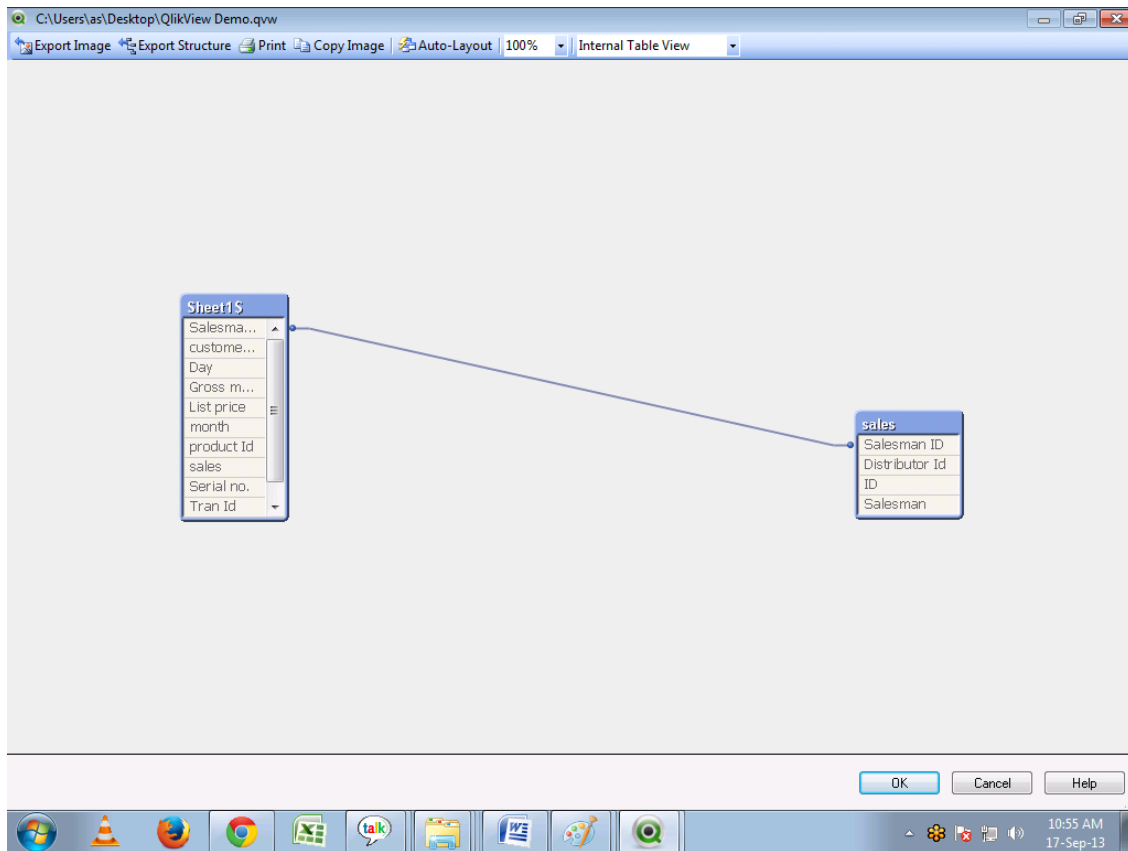 C:\Users\as\Desktop\QlikView Demo.qvw
Export Image Export Structure Print Copy Image Auto-Layout 100% Internal Table View
Sheet1$
Salesma...
custome...
Day
Gross m...
List price
month
product Id
sales
Serial no.
Tran Id
sales
Salesman ID
Distributor Id
ID
Salesman
OK Cancel Help
talk
10:55 AM
17-Sep-13